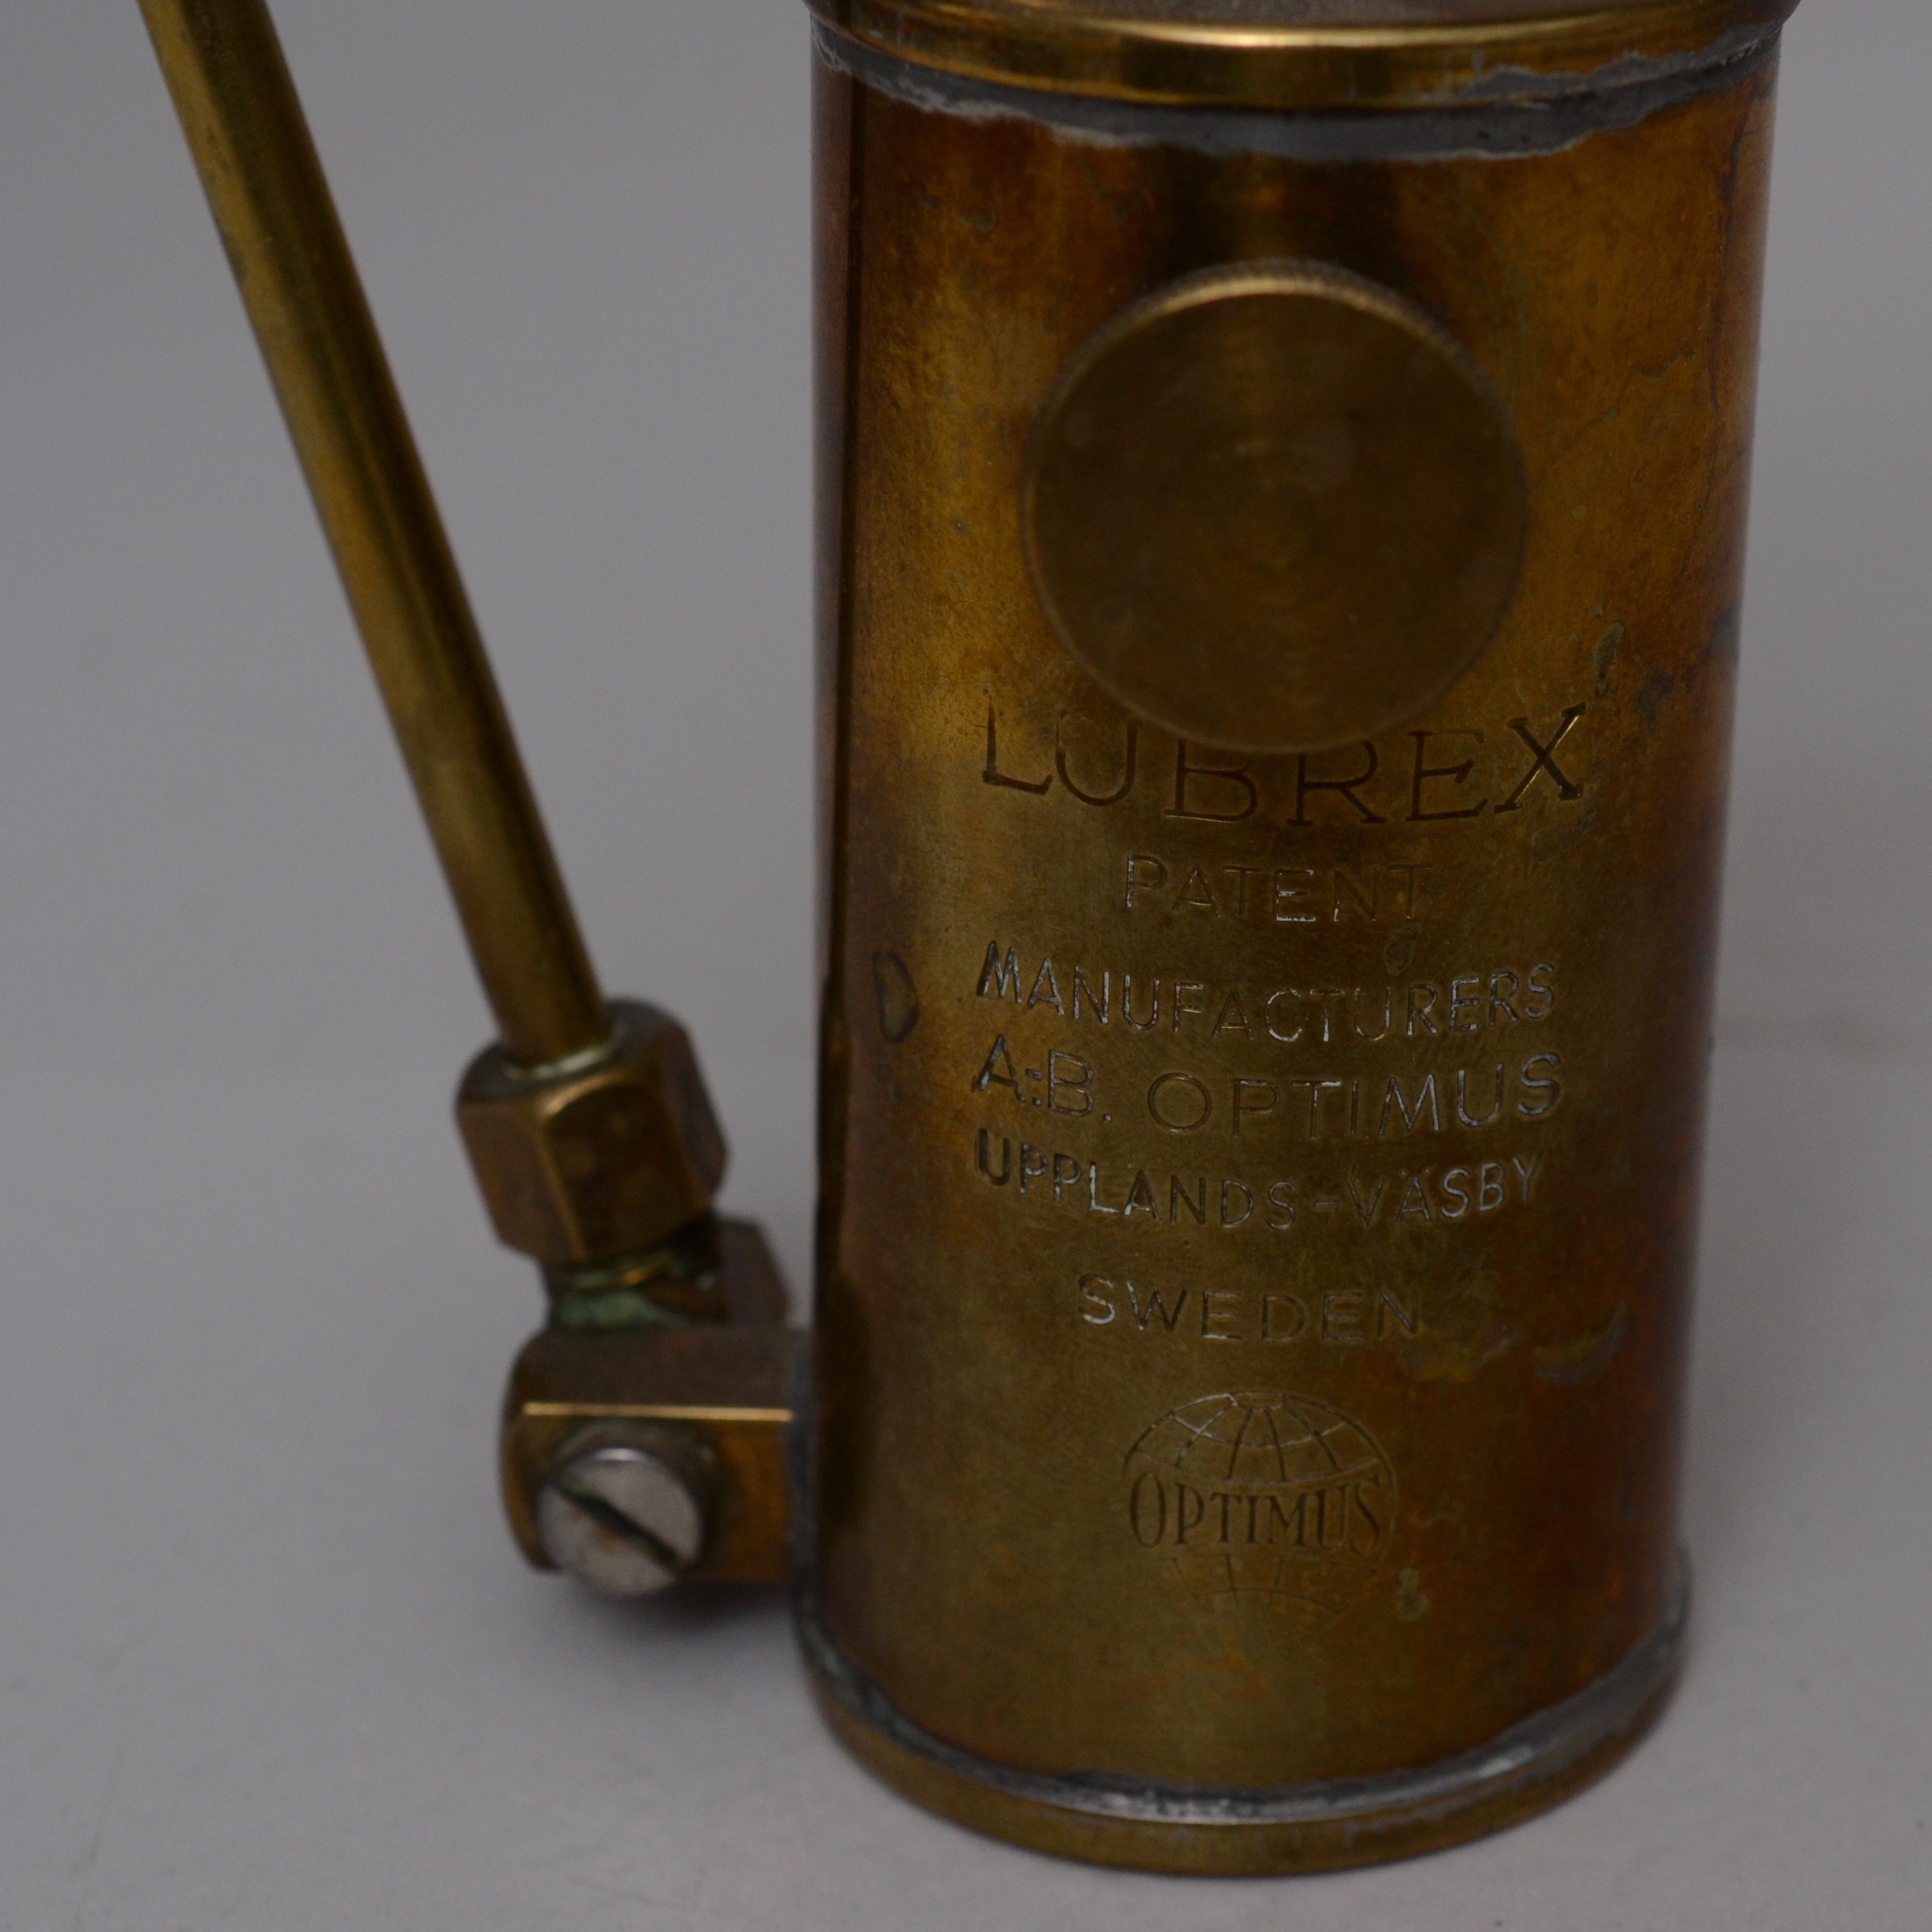 LUBREX
PATENT
MANUFACTURERS
A.-B. OPTIMUS
UPPLANDS-VÄSBY
SWEDEN
OPTIMUS